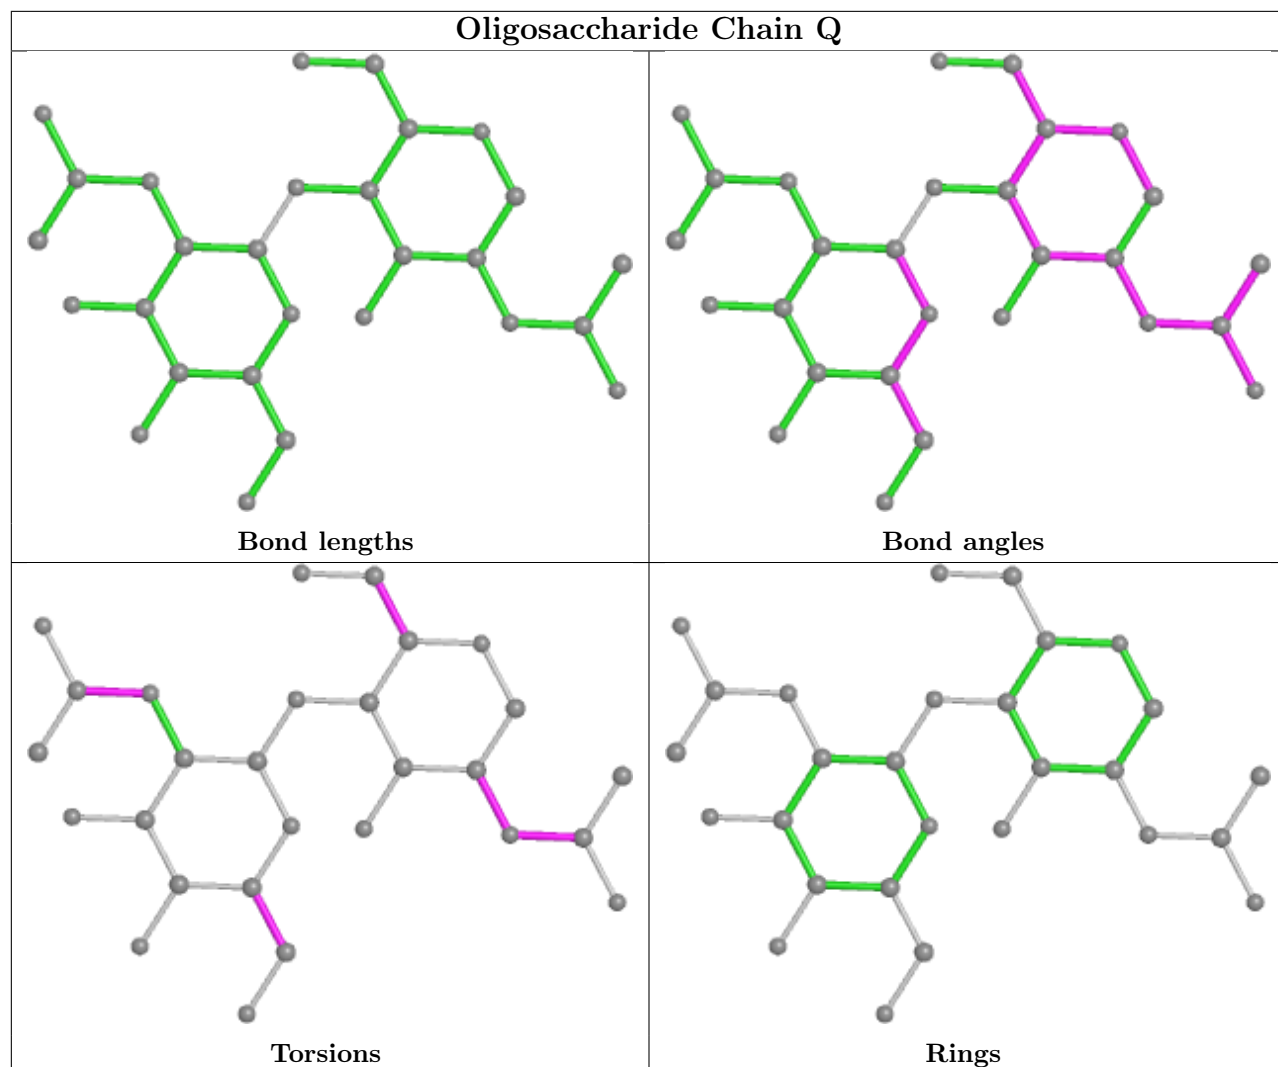 Oligosaccharide Chain Q
Bond lengths
Bond angles
Torsions
Rings